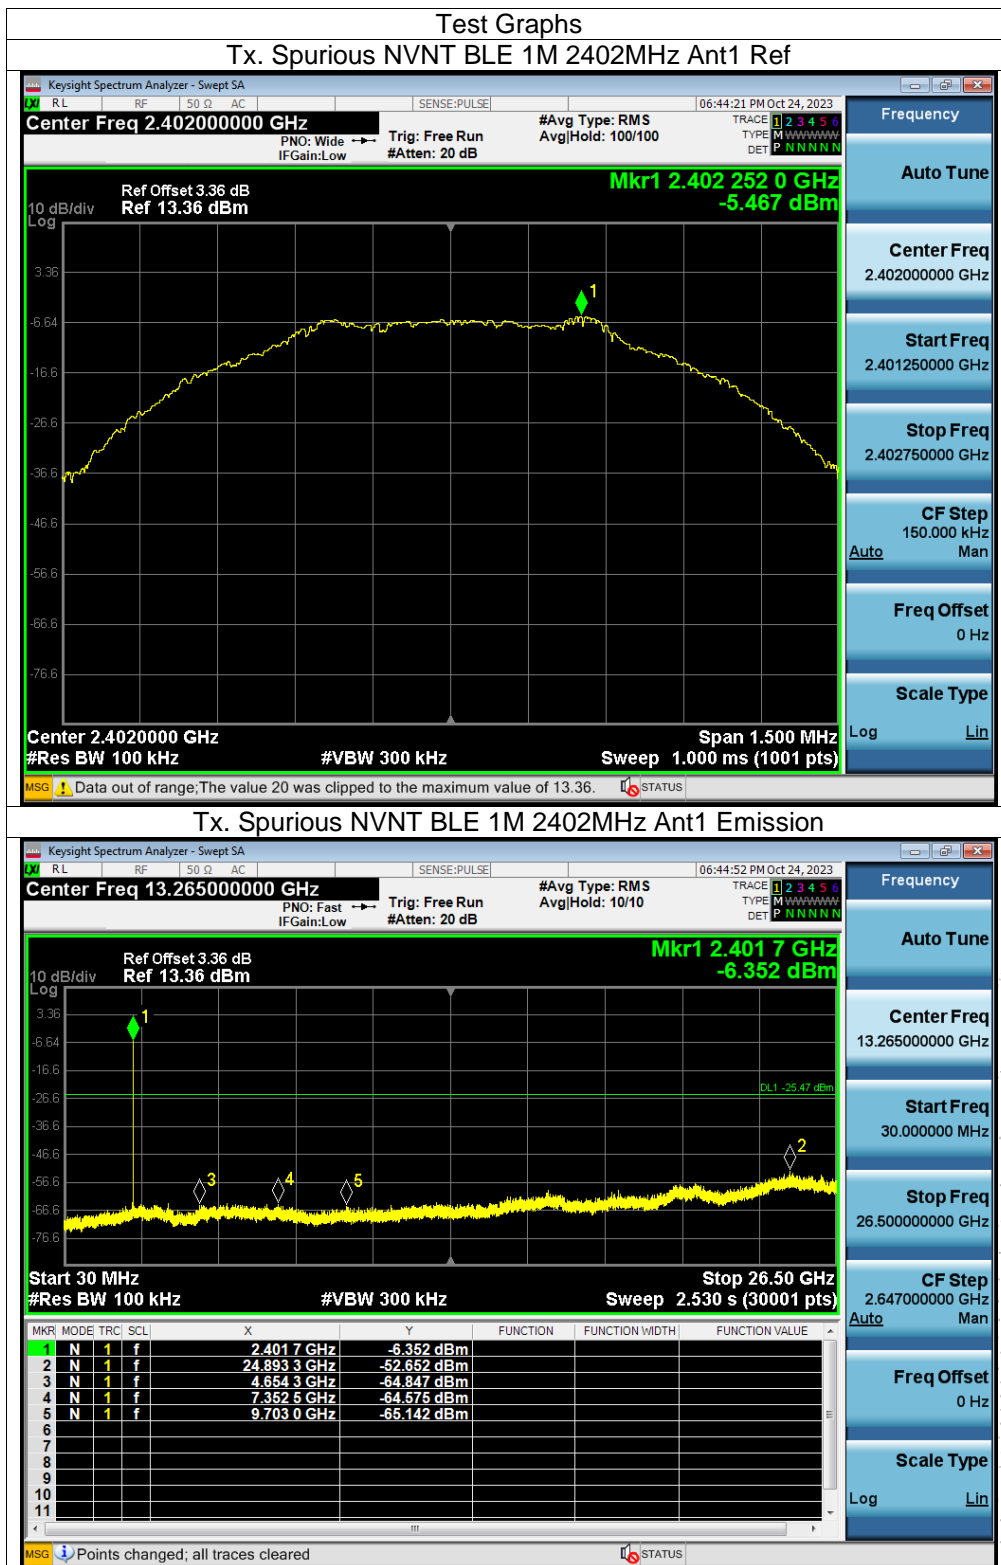 Test Graphs
Tx. Spurious NVNT BLE 1M 2402MHz Ant1 Ref
Keysight Spectrum Analyzer - Swept SA
LXI RL RF 50 Ω AC SENSE:PULSE 06:44:21 PM Oct 24, 2023
Center Freq 2.402000000 GHz #Avg Type: RMS TRACE 1 2 3 4 5 6
PNO: Wide Trig: Free Run Avg|Hold: 100/100 TYPE M WWWWW
IFGain:Low #Atten: 20 dB DET P N N N N N
Frequency
Auto Tune
Mkr1 2.402 252 0 GHz
-5.467 dBm
Ref Offset 3.36 dB
10 dB/div Ref 13.36 dBm
Log
1
3.36
-6.64
-16.6
-26.6
-36.6
-46.6
-56.6
-66.6
-76.6
Center Freq
2.402000000 GHz
Start Freq
2.401250000 GHz
Stop Freq
2.402750000 GHz
CF Step
150.000 kHz
Auto Man
Freq Offset
0 Hz
Scale Type
Log Lin
Center 2.4020000 GHz Span 1.500 MHz
#Res BW 100 kHz #VBW 300 kHz Sweep 1.000 ms (1001 pts)
MSG Data out of range;The value 20 was clipped to the maximum value of 13.36. STATUS
Tx. Spurious NVNT BLE 1M 2402MHz Ant1 Emission
Keysight Spectrum Analyzer - Swept SA
LXI RL RF 50 Ω AC SENSE:PULSE 06:44:52 PM Oct 24, 2023
Center Freq 13.265000000 GHz #Avg Type: RMS TRACE 1 2 3 4 5 6
PNO: Fast Trig: Free Run Avg|Hold: 10/10 TYPE M WWWWW
IFGain:Low #Atten: 20 dB DET P N N N N N
Frequency
Auto Tune
Mkr1 2.401 7 GHz
-6.352 dBm
Ref Offset 3.36 dB
10 dB/div Ref 13.36 dBm
Log
1
DL1 -25.47 dBm
2
3 4 5
3.36
-6.64
-16.6
-26.6
-36.6
-46.6
-56.6
-66.6
-76.6
Center Freq
13.265000000 GHz
Start Freq
30.000000 MHz
Stop Freq
26.500000000 GHz
CF Step
2.647000000 GHz
Auto Man
Freq Offset
0 Hz
Scale Type
Log Lin
Start 30 MHz Stop 26.50 GHz
#Res BW 100 kHz #VBW 300 kHz Sweep 2.530 s (30001 pts)
MKR MODE TRC SCL X Y FUNCTION FUNCTION WIDTH FUNCTION VALUE
1 N 1 f 2.401 7 GHz -6.352 dBm
2 N 1 f 24.893 3 GHz -52.652 dBm
3 N 1 f 4.654 3 GHz -64.847 dBm
4 N 1 f 7.352 5 GHz -64.575 dBm
5 N 1 f 9.703 0 GHz -65.142 dBm
6
7
8
9
10
11
MSG Points changed; all traces cleared STATUS